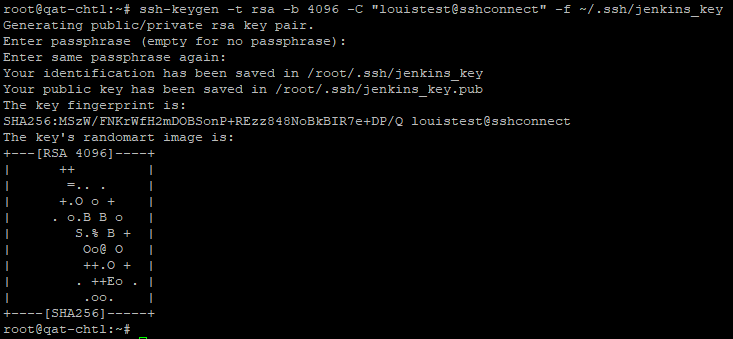 root@qat-chtl:~# ssh-keygen -t rsa -b 4096 -C "louistest@sshconnect" -f ~/.ssh/jenkins_key
Generating public/private rsa key pair.
Enter passphrase (empty for no passphrase):
Enter same passphrase again:
Your identification has been saved in /root/.ssh/jenkins_key
Your public key has been saved in /root/.ssh/jenkins_key.pub
The key fingerprint is:
SHA256:MSzW/FNKrWfH2mDOBSonP+REzz848NoBkBIR7e+DP/Q louistest@sshconnect
The key's randomart image is:
+---[RSA 4096]----+
|      ++         |
|       =.. .     |
|      +.O o +    |
|     . o.B B o   |
|        S.% B +  |
|         Oo@ O   |
|         ++.O +  |
|        . ++Eo . |
|         .oo.    |
+----[SHA256]-----+
root@qat-chtl:~#